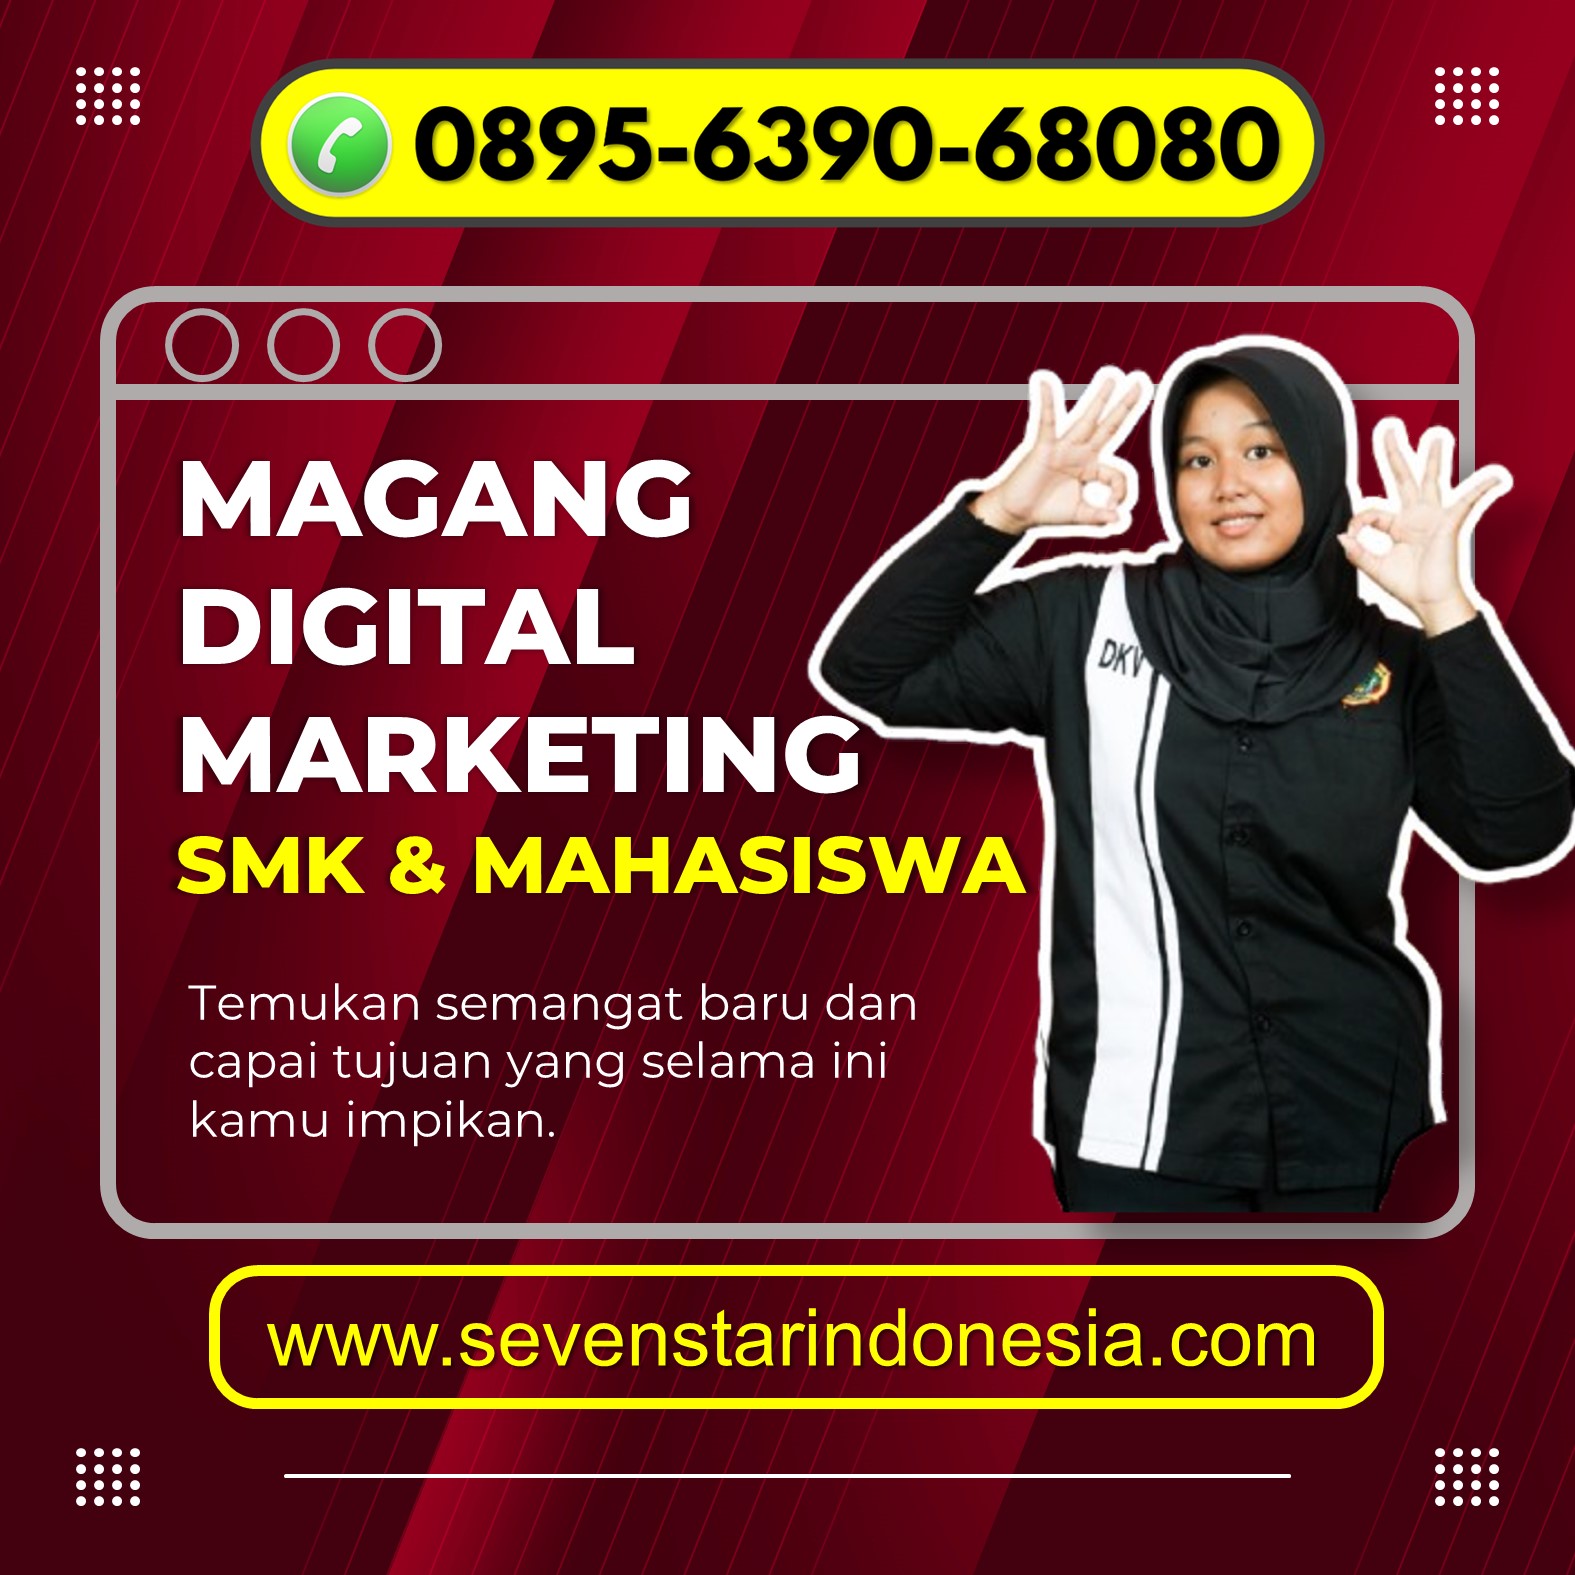 0895-6390-68080
MAGANG
DIGITAL
MARKETING
SMK & MAHASISWA
DKV
Temukan semangat baru dan
capai tujuan yang selama ini
kamu impikan.
www.sevenstarindonesia.com